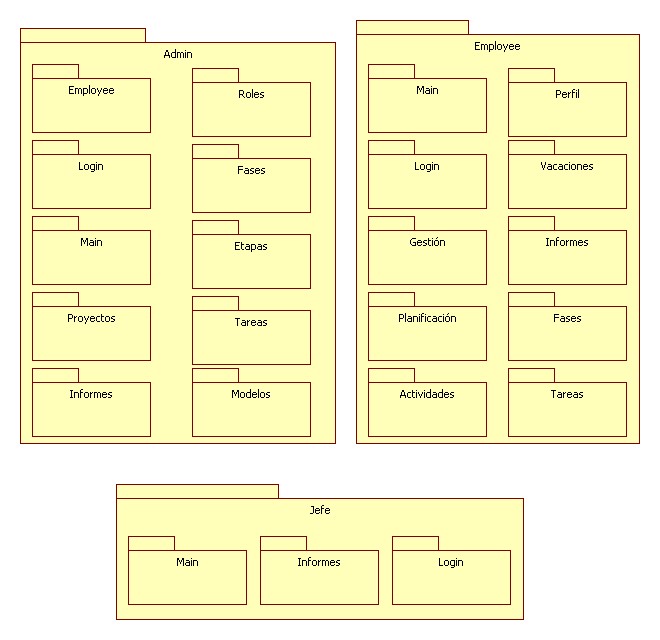 Admin
Employee
Roles
Login
Fases
Main
Etapas
Proyectos
Tareas
Informes
Modelos
Employee
Main
Perfil
Login
Vacaciones
Gestión
Informes
Planificación
Fases
Actividades
Tareas
Jefe
Main
Informes
Login